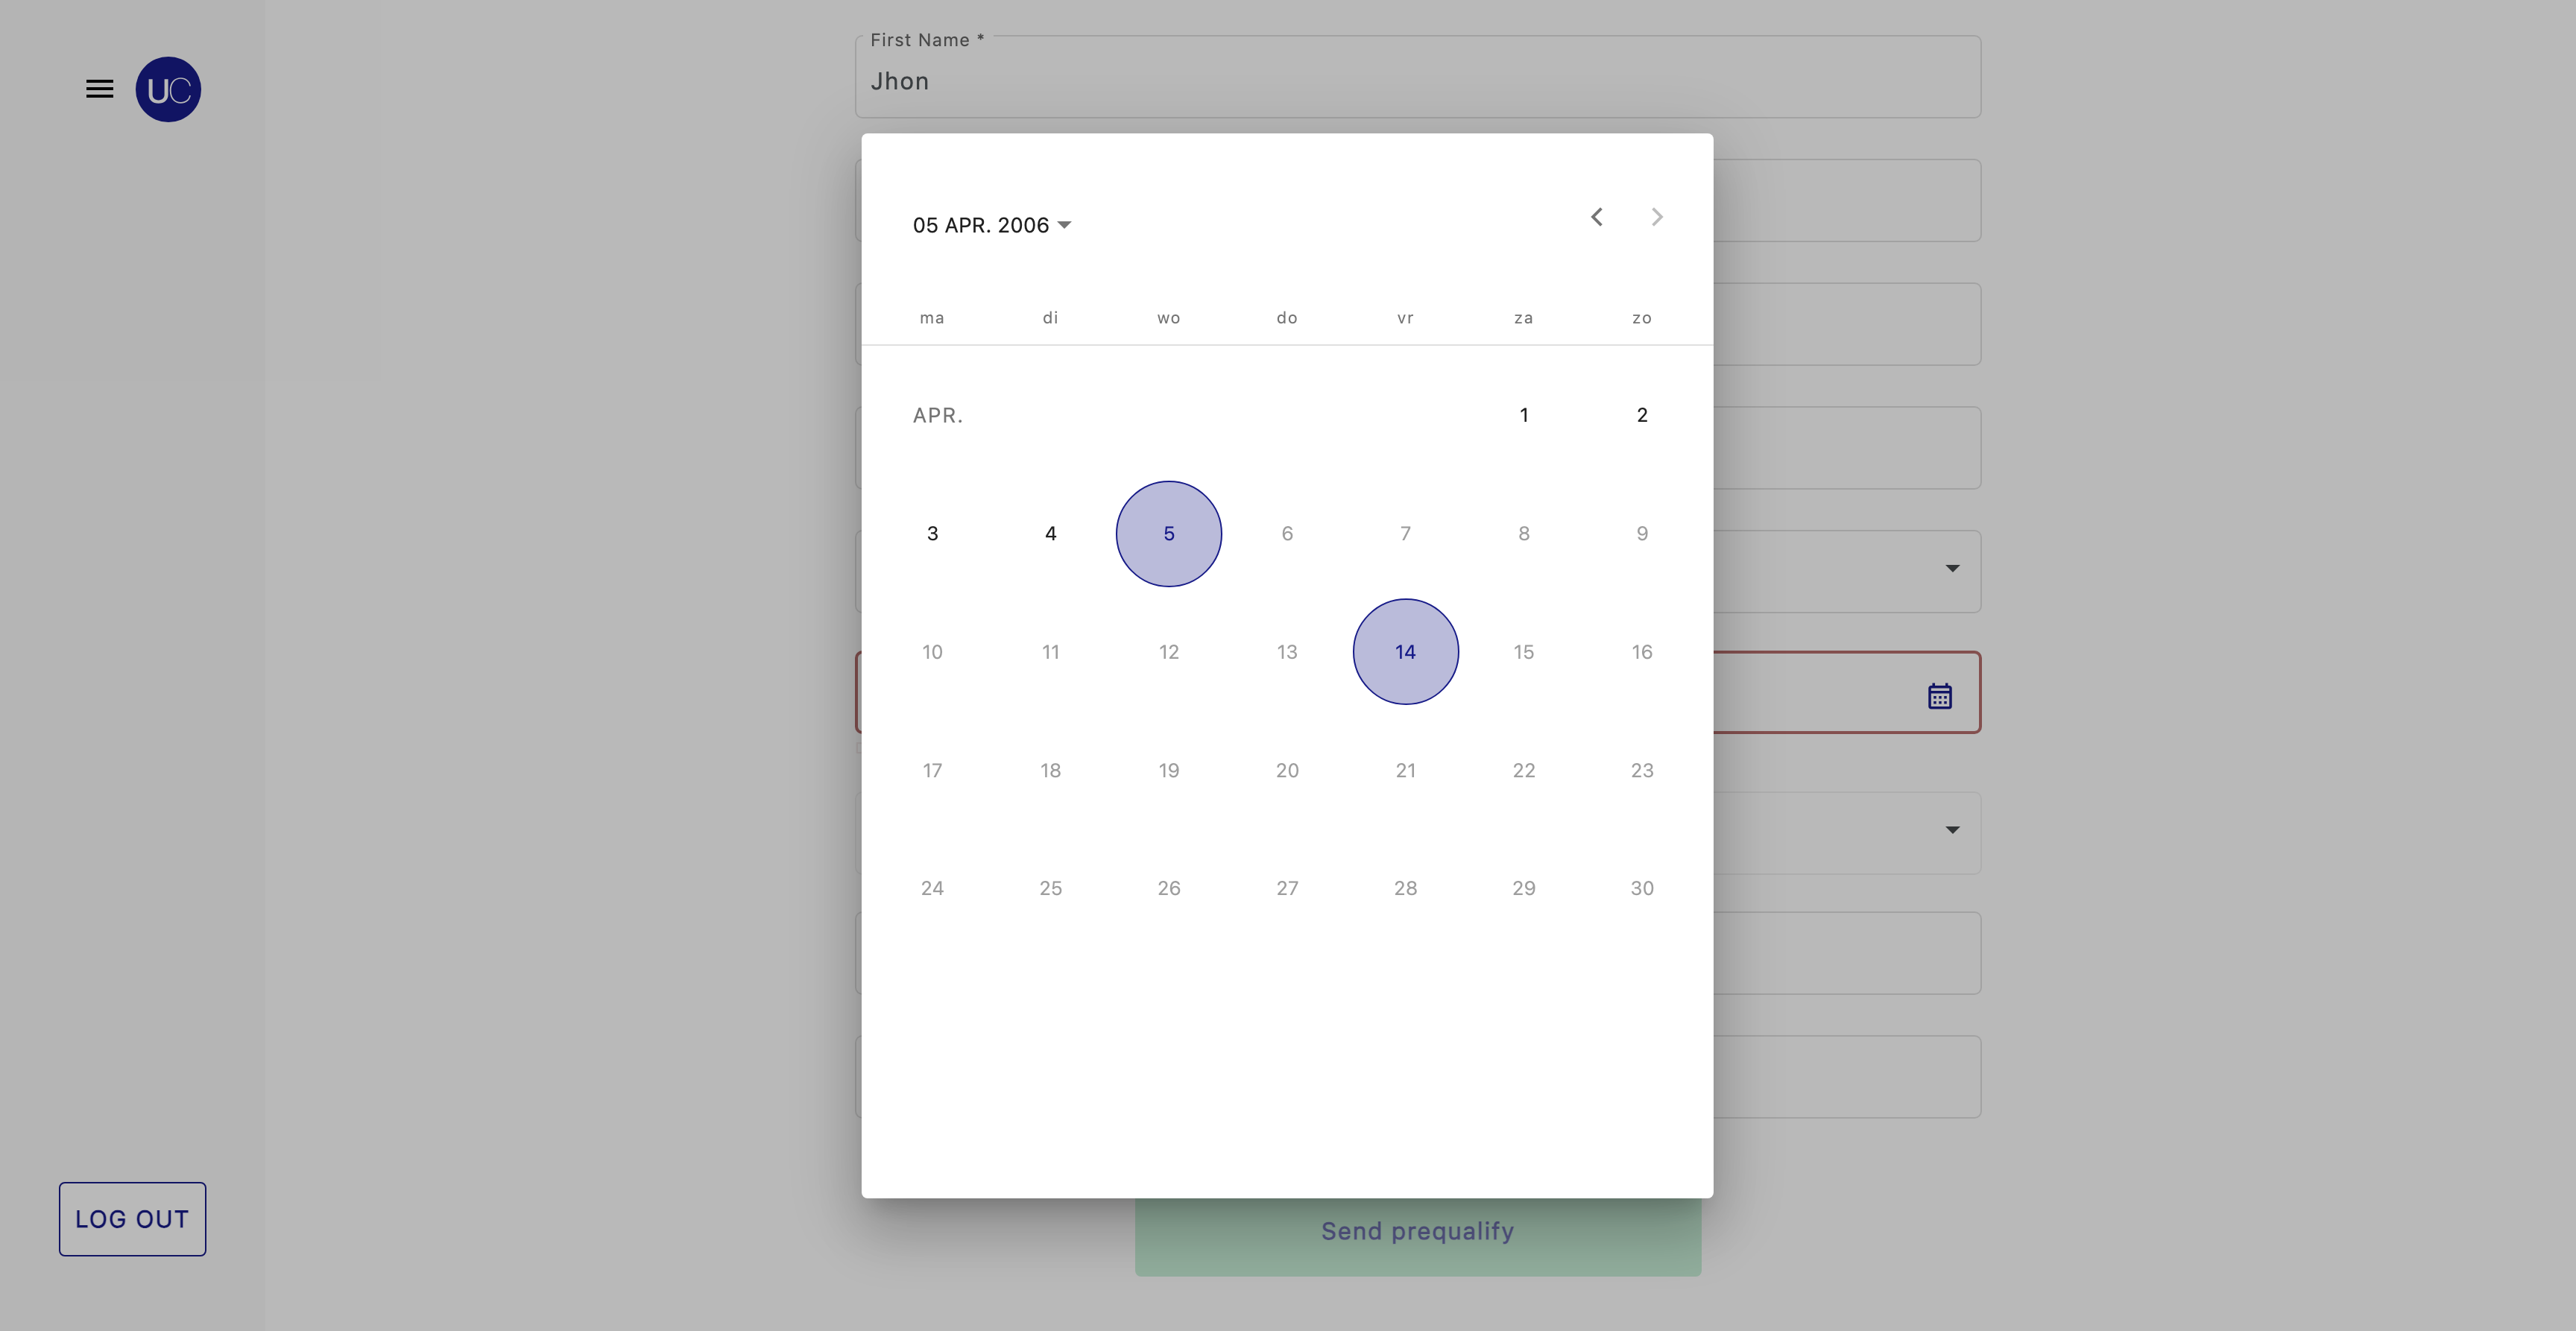 First Name *
UC
Jhon
05 APR. 2006
ma di wo do vr za zo
APR. 1 2
3 4 5 6 7 8 9
10 11 12 13 14 15 16
17 18 19 20 21 22 23
24 25 26 27 28 29 30
LOG OUT
Send prequalify